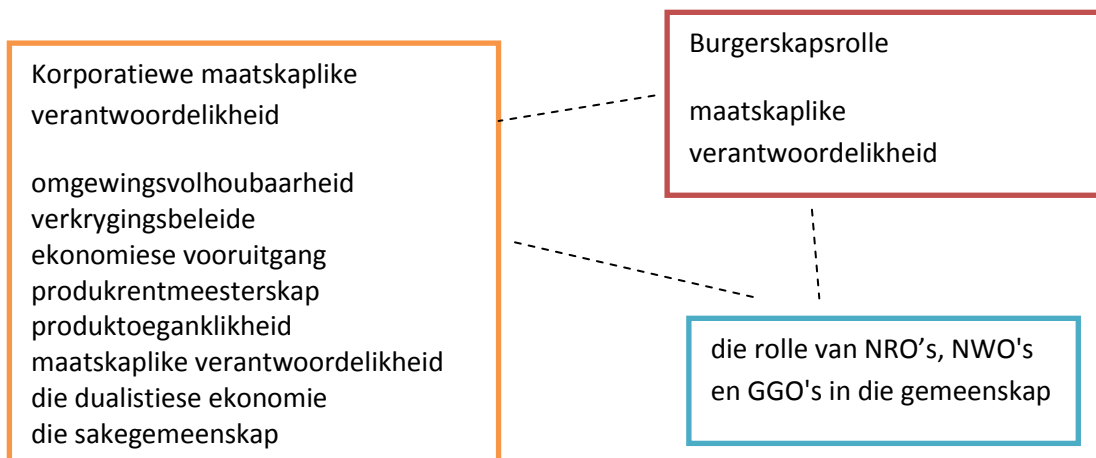 Korporatiewe maatskaplike
verantwoordelikheid
omgewingsvolhoubaarheid
verkrygingsbeleide
ekonomiese vooruitgang
produkrentmeesterskap
produktoeganklikheid
maatskaplike verantwoordelikheid
die dualistiese ekonomie
die sakegemeenskap
Burgerskapsrolle
maatskaplike
verantwoordelikheid
die rolle van NRO’s, NWO's
en GGO's in die gemeenskap